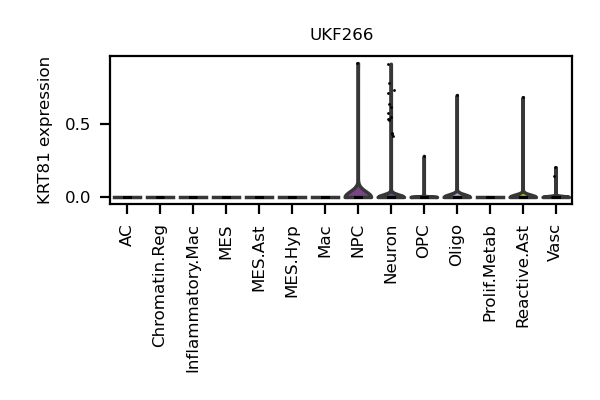 UKF266
KRT81 expression
0.5
0.0
AC
Chromatin.Reg
Inflammatory.Mac
MES
MES.Ast
MES.Hyp
Mac
NPC
Neuron
OPC
Oligo
Prolif.Metab
Reactive.Ast
Vasc